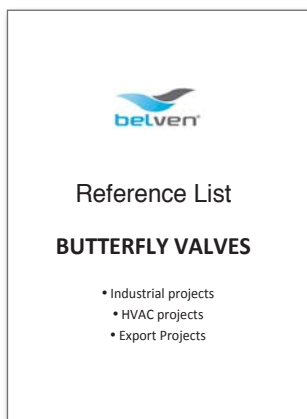 belven®
Reference List
BUTTERFLY VALVES
• Industrial projects
• HVAC projects
• Export Projects